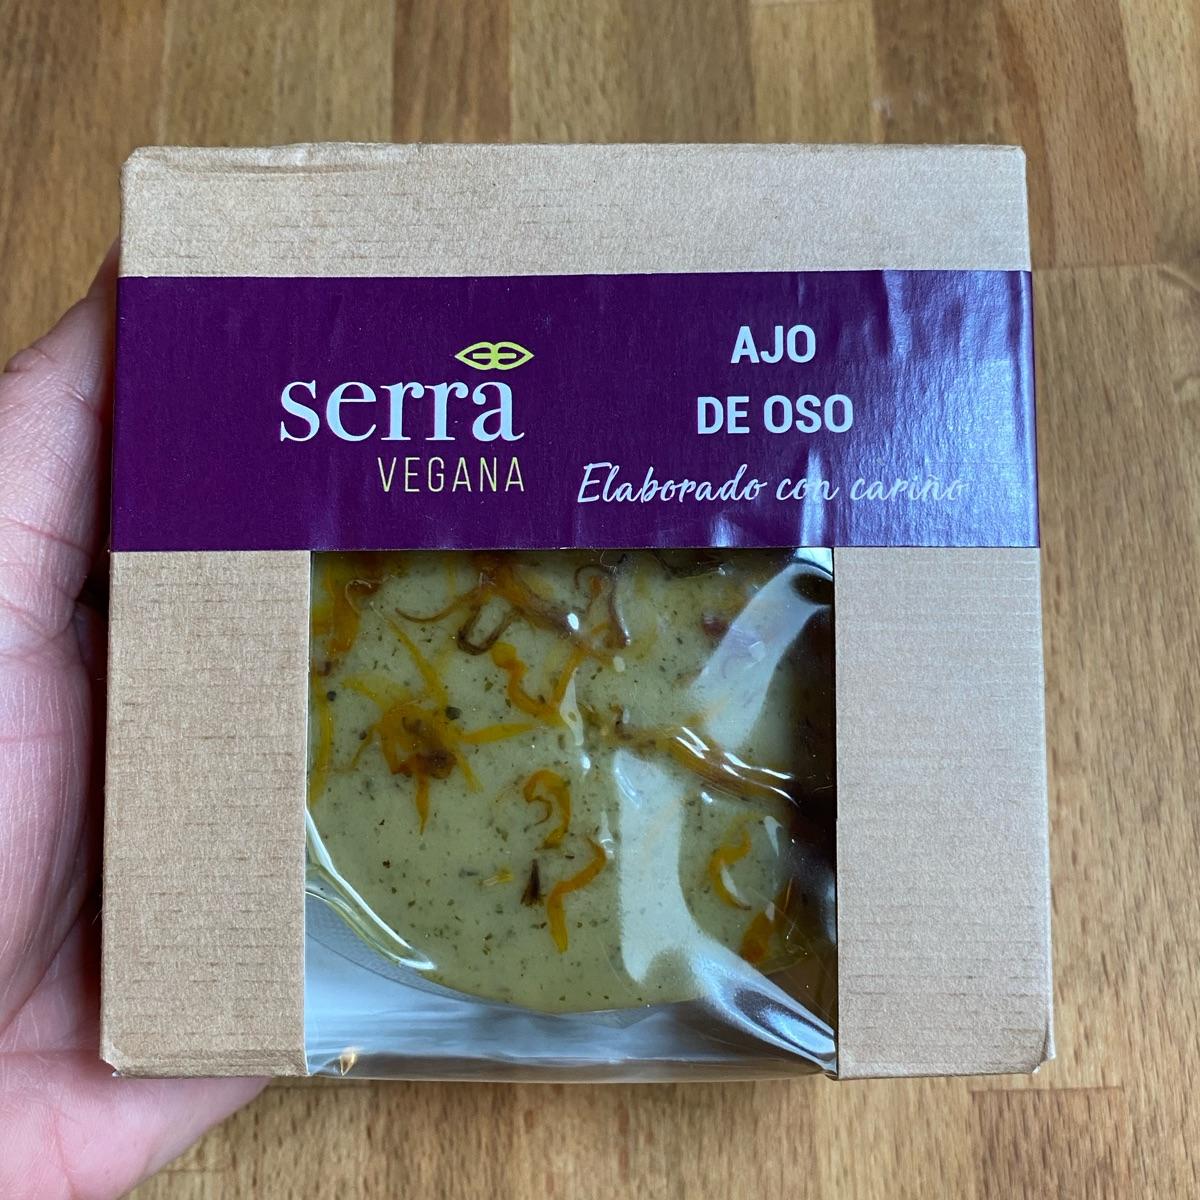 serra
VEGANA
AJO
DE OSO
Elaborado con cariño